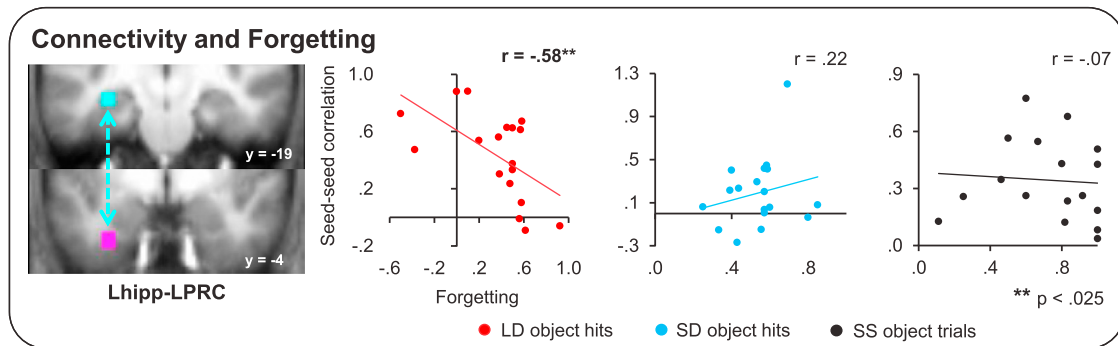 Connectivity and Forgetting
y = -19
y = -4
Lhipp-LPRC
r = -.58**
Seed-seed correlation
1.0
.6
.2
-.2
-.6
-.2
.2
.6
1.0
Forgetting
r = .22
1.3
.9
.5
.1
-.3
.0
.4
.8
r = -.07
.9
.6
.3
.0
.0
.4
.8
** p < .025
LD object hits
SD object hits
SS object trials